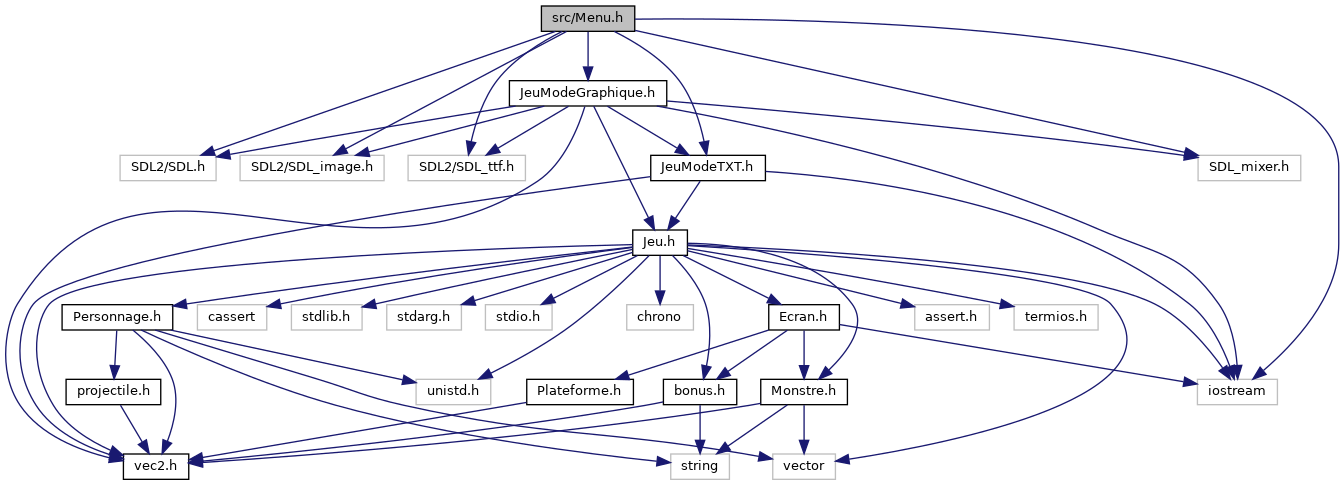 src/Menu.h
JeuModeGraphique.h
SDL2/SDL.h
SDL2/SDL_image.h
SDL2/SDL_ttf.h
JeuModeTXT.h
SDL_mixer.h
Jeu.h
Personnage.h
cassert
stdlib.h
stdarg.h
stdio.h
chrono
Ecran.h
assert.h
termios.h
projectile.h
unistd.h
Plateforme.h
bonus.h
Monstre.h
iostream
vec2.h
string
vector